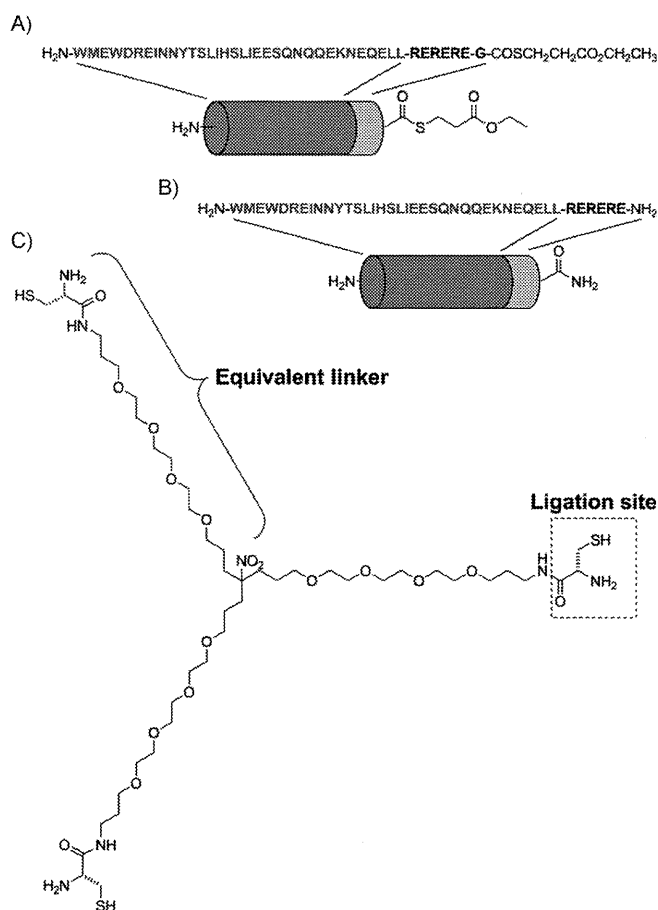 A)
H₂N-WMEWDREINNYTSLIHSLIEESQNQQEKNEQELL-RERERE-G-COSCH₂CH₂CO₂CH₂CH₃
H₂N
O
S
O
O
B)
H₂N-WMEWDREINNYTSLIHSLIEESQNQQEKNEQELL-RERERE-NH₂
H₂N
O
NH₂
C)
NH₂
HS
O
HN
O
O
O
O
Equivalent linker
Ligation site
NO₂
O
O
O
O
H
N
O
SH
NH₂
O
O
O
O
O
NH
H₂N
SH